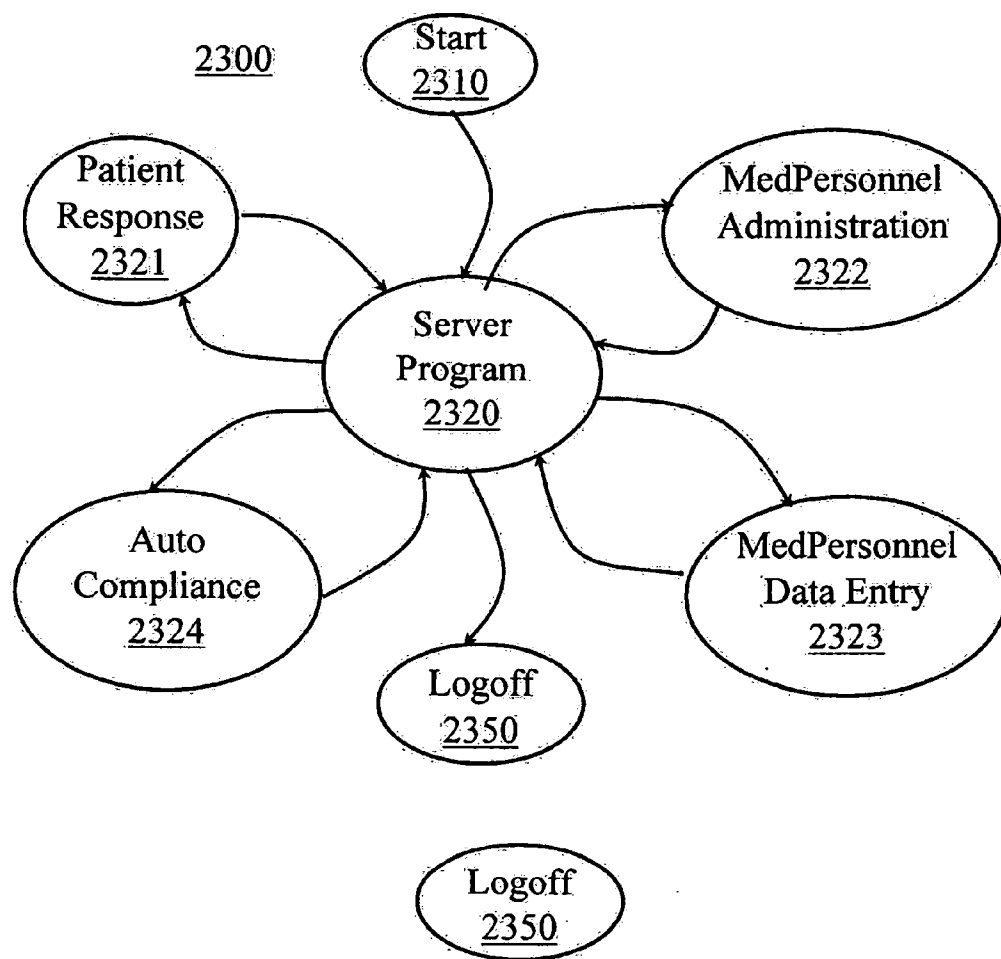 2300
Start
2310
Patient
Response
2321
MedPersonnel
Administration
2322
Server
Program
2320
Auto
Compliance
2324
MedPersonnel
Data Entry
2323
Logoff
2350
Logoff
2350